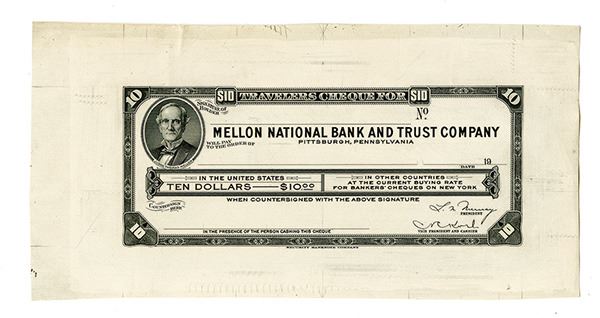 $10 TRAVELERS CHEQUE FOR $10
10
10
SIGNATURE OF HOLDER
No.
MELLON NATIONAL BANK AND TRUST COMPANY
PITTSBURGH, PENNSYLVANIA
WILL PAY
TO THE ORDER OF
DATE 19
IN THE UNITED STATES
TEN DOLLARS $10.00
IN OTHER COUNTRIES
AT THE CURRENT BUYING RATE
FOR BANKERS' CHEQUES ON NEW YORK
WHEN COUNTERSIGNED WITH THE ABOVE SIGNATURE
COUNTERSIGN HERE
PRESIDENT
VICE PRESIDENT AND CASHIER
IN THE PRESENCE OF THE PERSON CASHING THIS CHEQUE
10
10
SECURITY BANKNOTE COMPANY